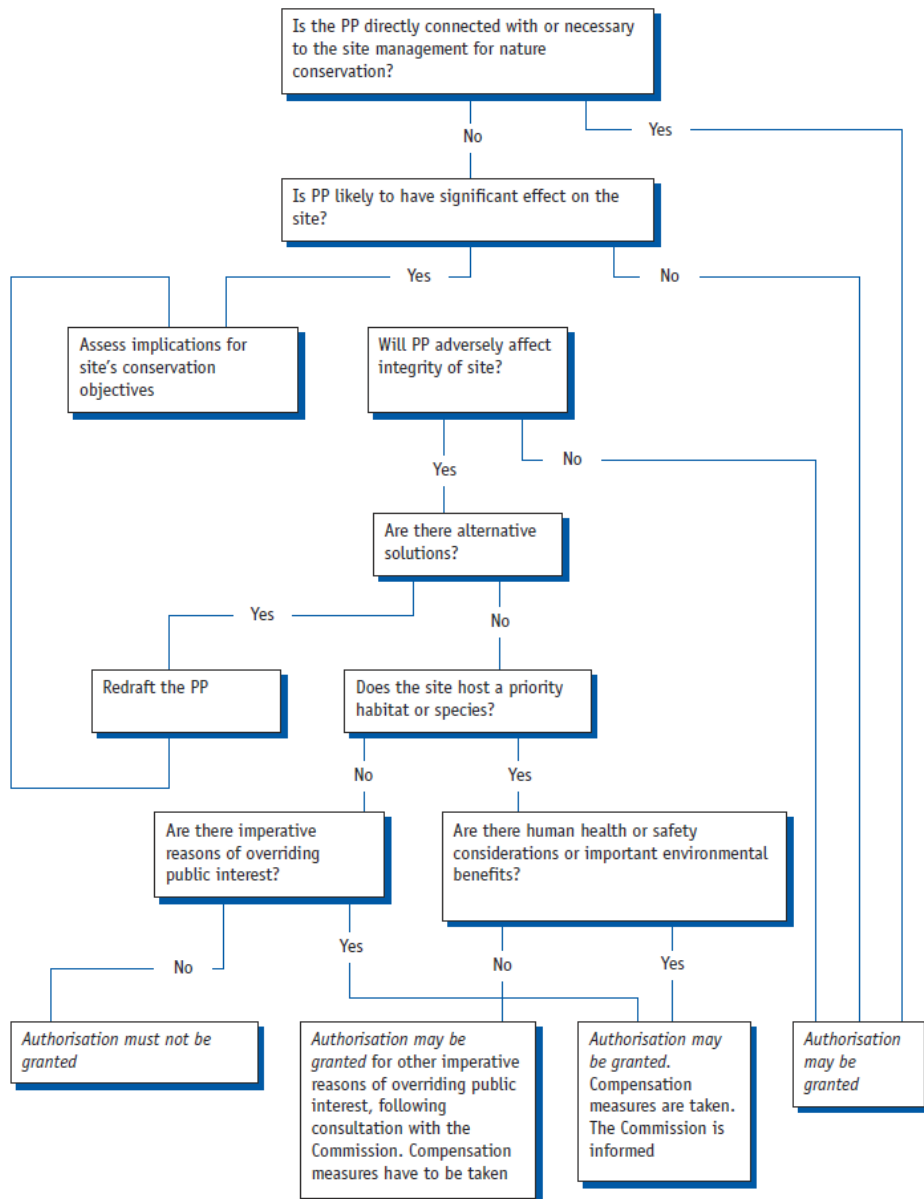 Is the PP directly connected with or necessary
to the site management for nature
conservation?
No
Yes
Is PP likely to have significant effect on the
site?
Yes
No
Assess implications for
site's conservation
objectives
Will PP adversely affect
integrity of site?
Yes
No
Are there alternative
solutions?
Yes
No
Redraft the PP
Does the site host a priority
habitat or species?
No
Yes
Are there imperative
reasons of overriding
public interest?
Are there human health or safety
considerations or important environmental
benefits?
No
Yes
No
Yes
Authorisation must not be
granted
Authorisation may be
granted for other imperative
reasons of overriding public
interest, following
consultation with the
Commission. Compensation
measures have to be taken
Authorisation may
be granted.
Compensation
measures are taken.
The Commission is
informed
Authorisation
may be
granted